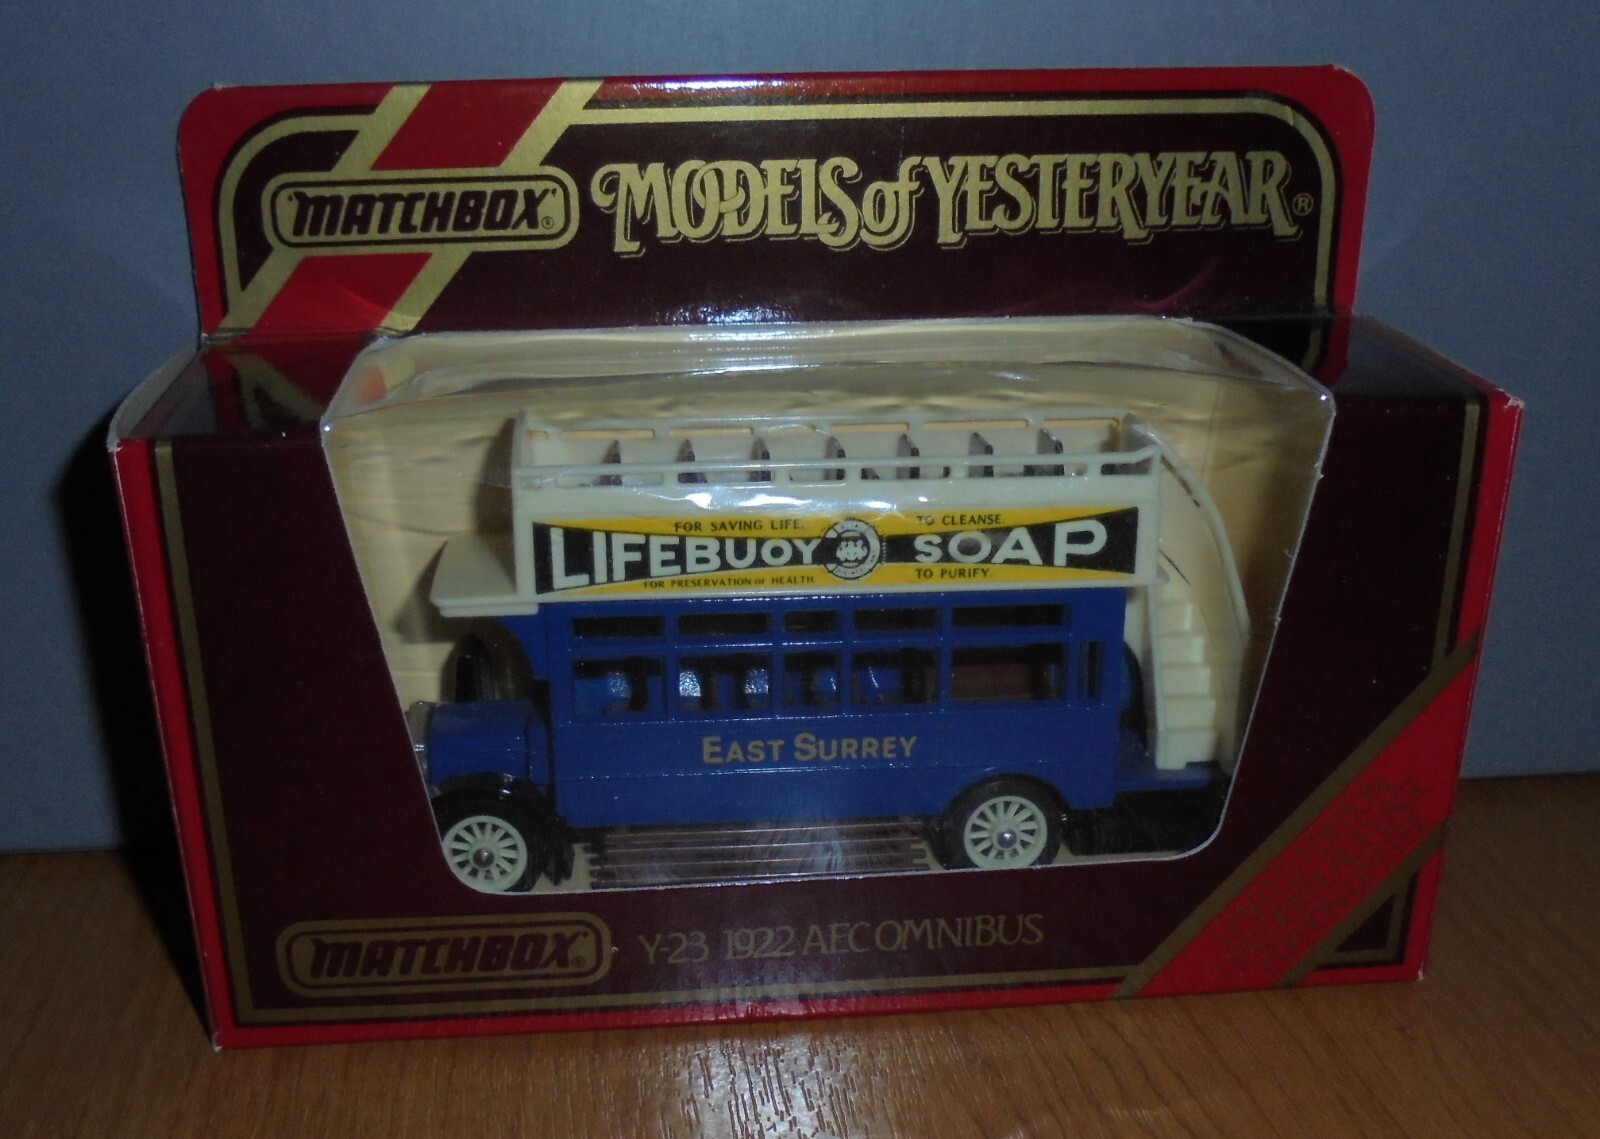 MATCHBOX®
MODELS of YESTERYEAR®
FOR SAVING LIFE.
TO CLEANSE.
LIFEBUOY SOAP
FOR PRESERVATION OF HEALTH.
TO PURIFY.
EAST SURREY
MATCHBOX®
Y-23 1922 AEC OMNIBUS